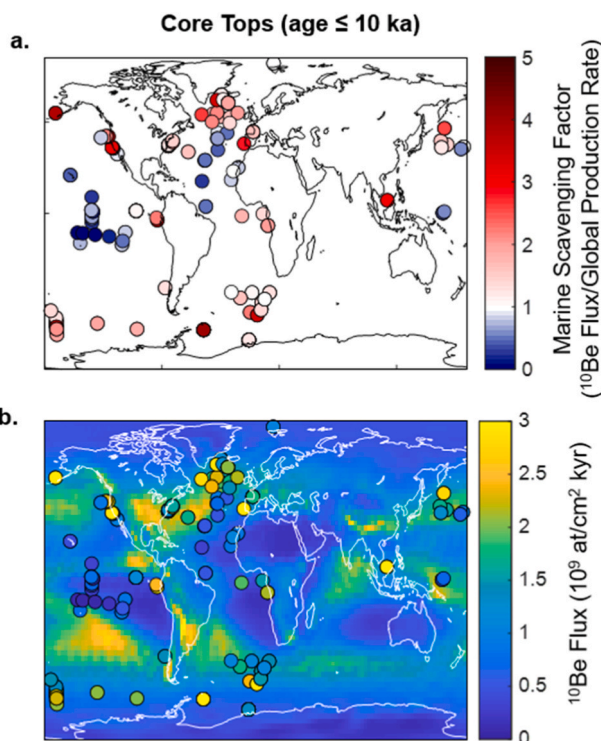 Core Tops (age ≤ 10 ka)
a.
5
4
3
2
1
0
Marine Scavenging Factor
(¹⁰Be Flux/Global Production Rate)
b.
3
2.5
2
1.5
1
0.5
0
¹⁰Be Flux (10⁹ at/cm² kyr)